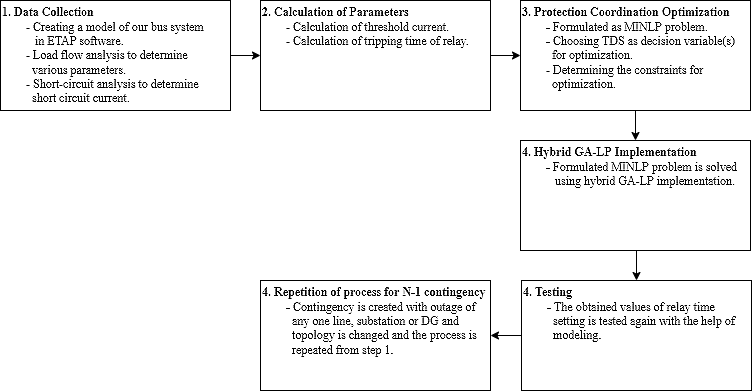 1. Data Collection
- Creating a model of our bus system
in ETAP software.
- Load flow analysis to determine
various parameters.
- Short-circuit analysis to determine
short circuit current.
2. Calculation of Parameters
- Calculation of threshold current.
- Calculation of tripping time of relay.
3. Protection Coordination Optimization
- Formulated as MINLP problem.
- Choosing TDS as decision variable(s)
for optimization.
- Determining the constraints for
optimization.
4. Hybrid GA-LP Implementation
- Formulated MINLP problem is solved
using hybrid GA-LP implementation.
4. Testing
- The obtained values of relay time
setting is tested again with the help of
modeling.
4. Repetition of process for N-1 contingency
- Contingency is created with outage of
any one line, substation or DG and
topology is changed and the process is
repeated from step 1.